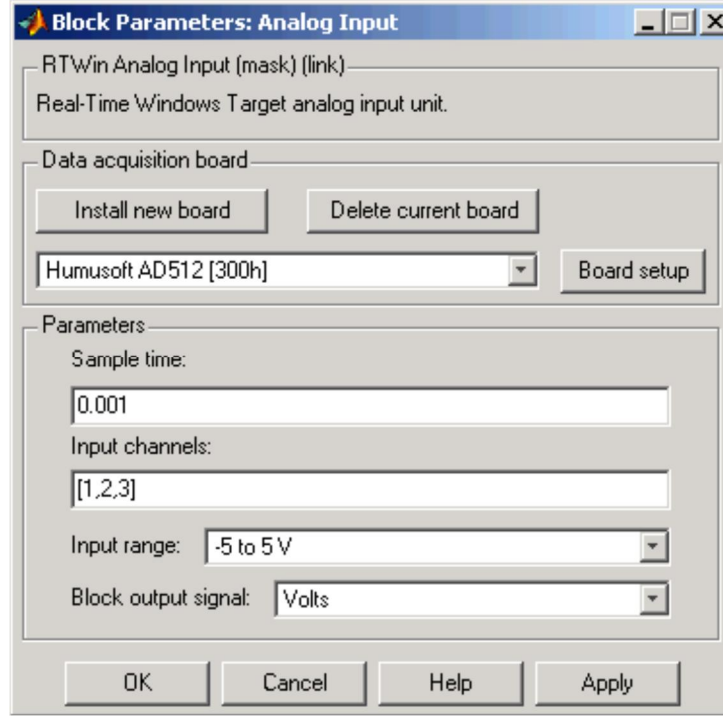 Block Parameters: Analog Input
RTWin Analog Input (mask) (link)
Real-Time Windows Target analog input unit.
Data acquisition board
Install new board Delete current board
Humusoft AD512 [300h] Board setup
Parameters
Sample time:
0.001
Input channels:
[1,2,3]
Input range: -5 to 5 V
Block output signal: Volts
OK Cancel Help Apply